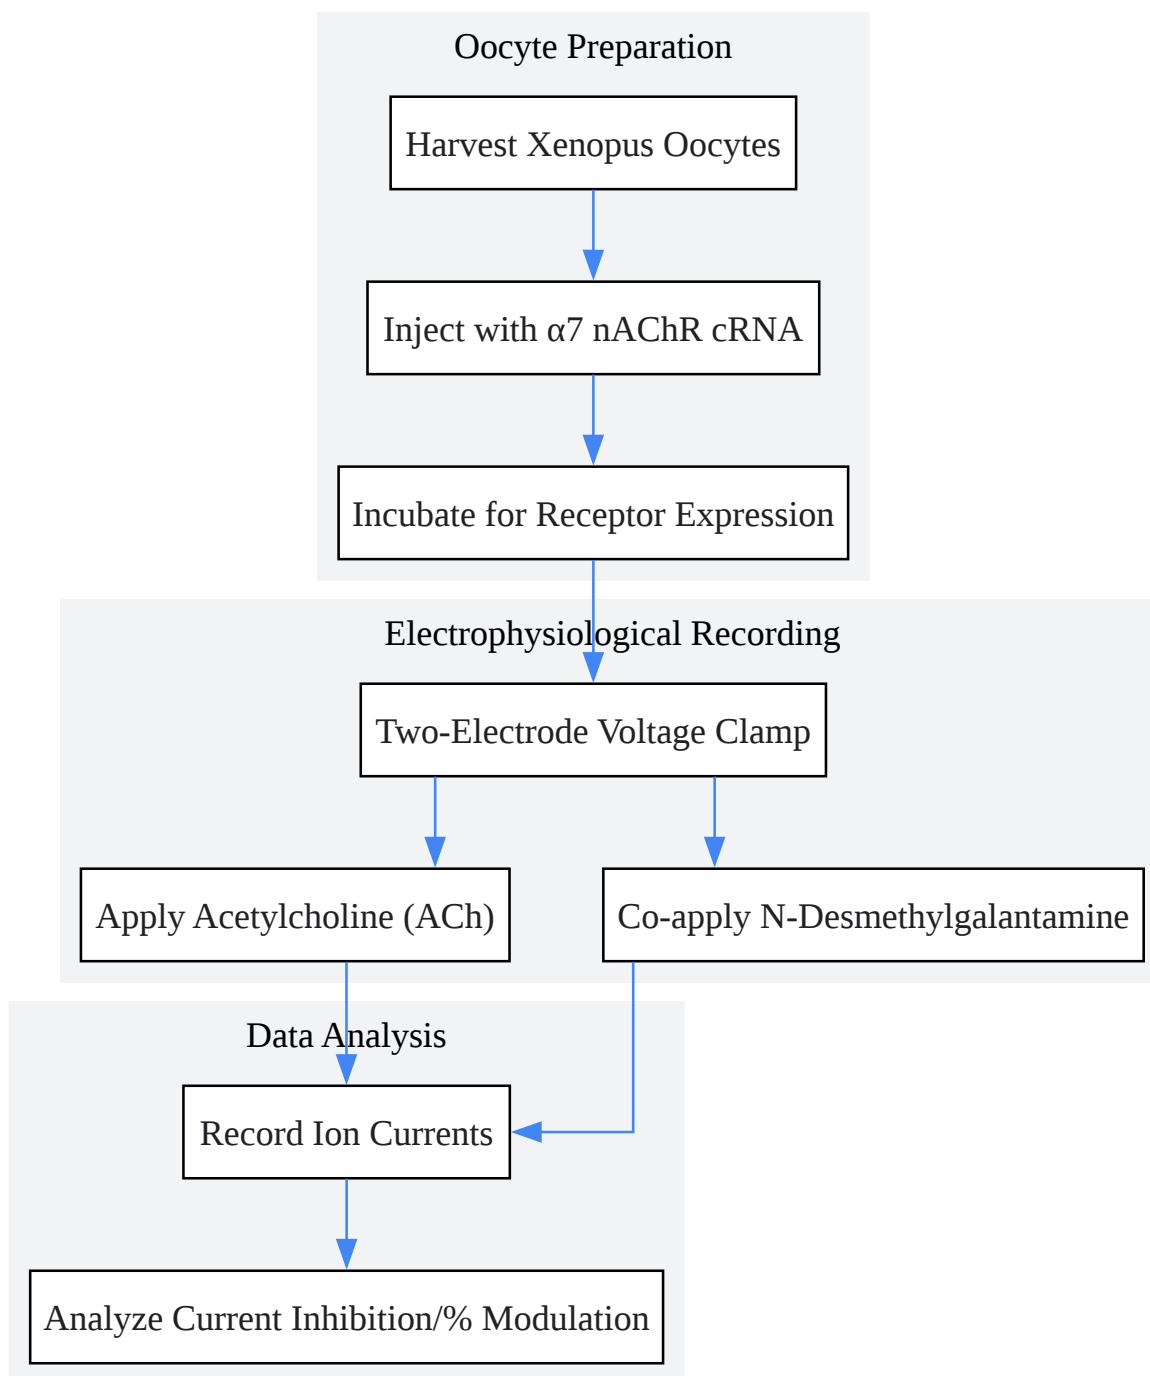 Oocyte Preparation
Harvest Xenopus Oocytes
Inject with α7 nAChR cRNA
Incubate for Receptor Expression
Electrophysiological Recording
Two-Electrode Voltage Clamp
Apply Acetylcholine (ACh)
Co-apply N-Desmethylgalantamine
Data Analysis
Record Ion Currents
Analyze Current Inhibition/% Modulation